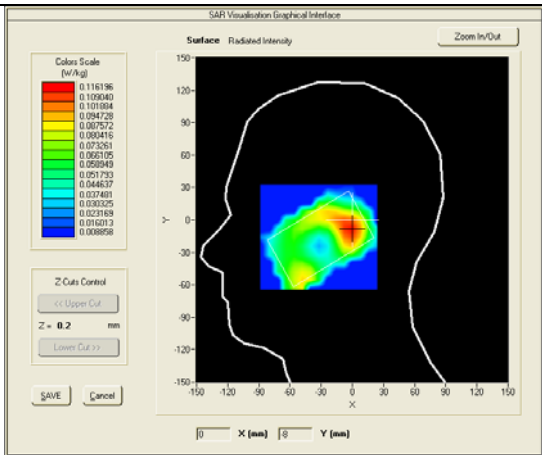 SAR Visualisation Graphical Interface
Surface Radiated Intensity
Zoom In/Out
Colors Scale
(W/kg)
0.116196
0.109040
0.101884
0.094728
0.087572
0.080416
0.073261
0.066105
0.058949
0.051793
0.044637
0.037481
0.030325
0.023169
0.016013
0.008858
Z Cuts Control
<< Upper Cut
Z = 0.2 mm
Lower Cut >>
SAVE Cancel
150-
120-
90-
60-
30-
0-
-30-
-60-
-90-
-120-
-150-
Y
-150 -120 -90 -60 -30 0 30 60 90 120 150
X
0 X (mm) -8 Y (mm)